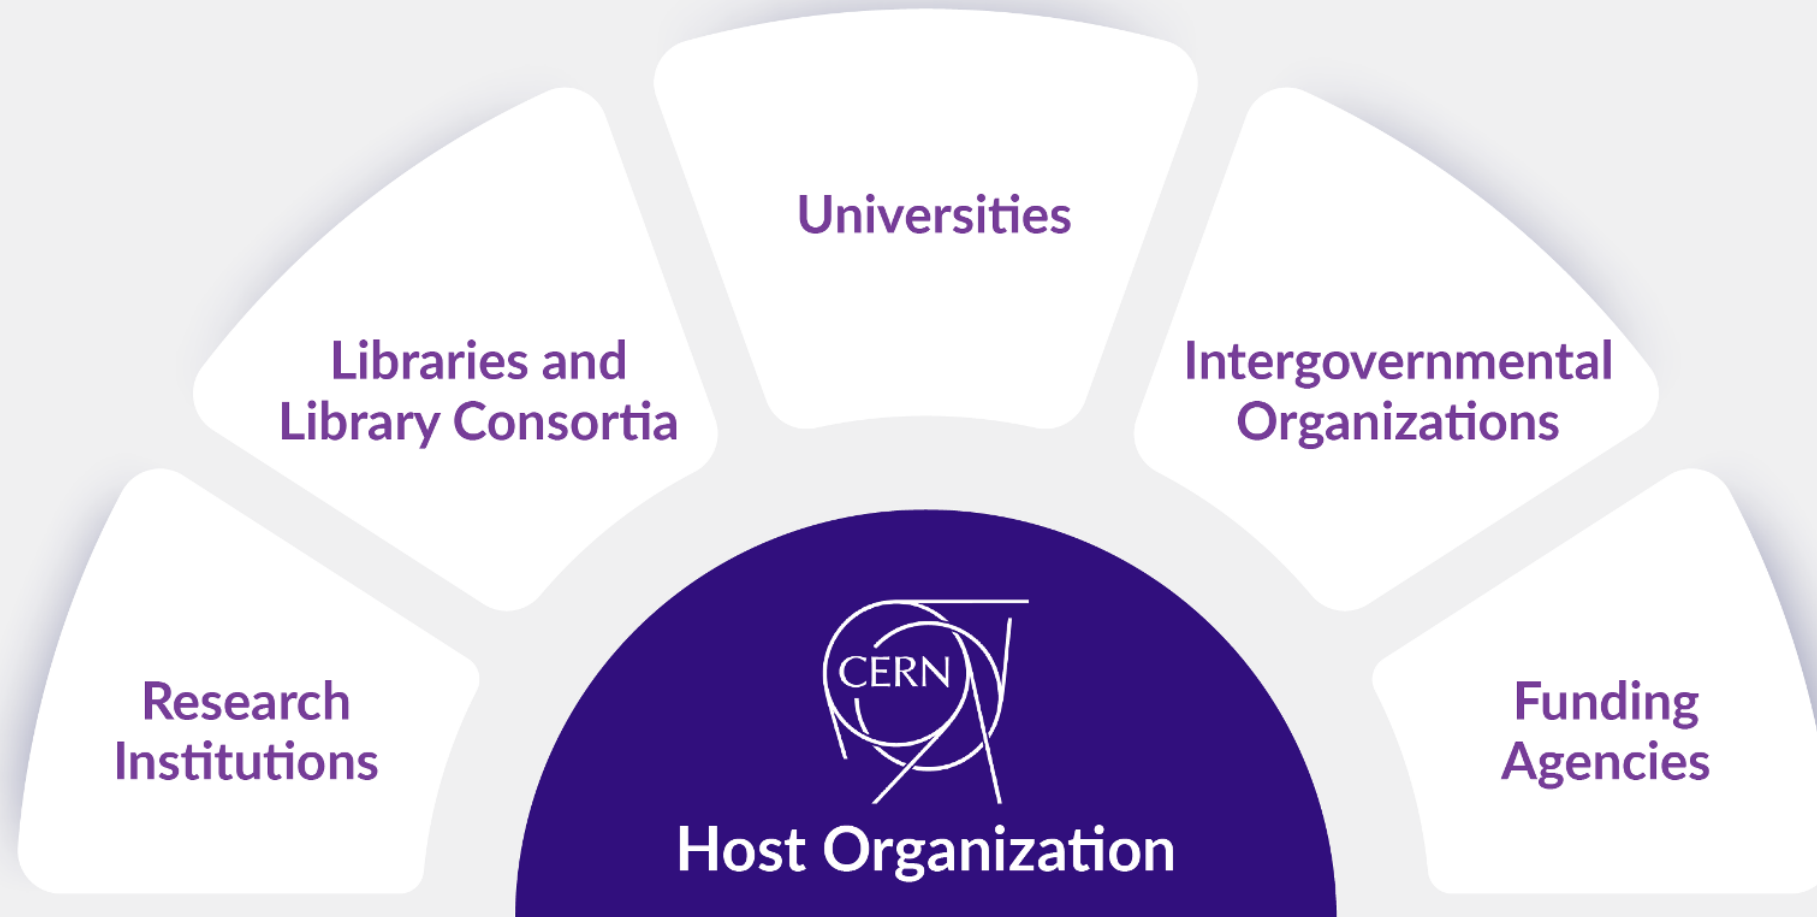 Universities
Libraries and
Library Consortia
Intergovernmental
Organizations
Research
Institutions
Funding
Agencies
CERN
Host Organization